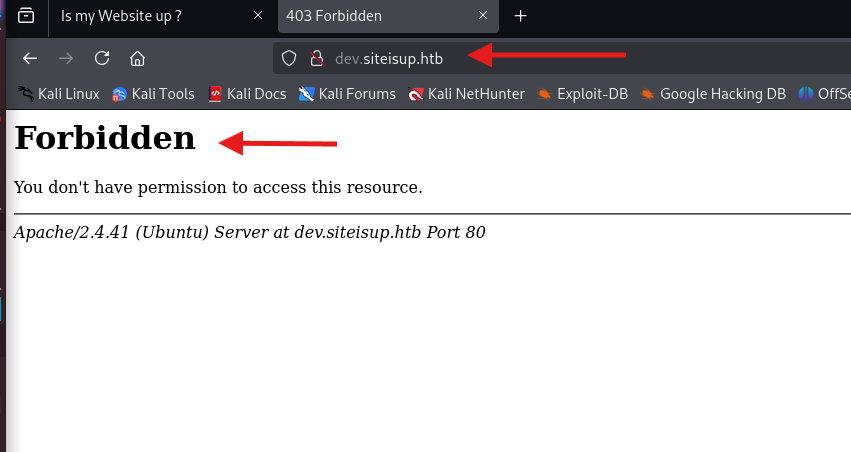 Is my Website up ?
403 Forbidden
dev.siteisup.htb
Kali Linux Kali Tools Kali Docs Kali Forums Kali NetHunter Exploit-DB Google Hacking DB OffSe
Forbidden
You don't have permission to access this resource.
Apache/2.4.41 (Ubuntu) Server at dev.siteisup.htb Port 80